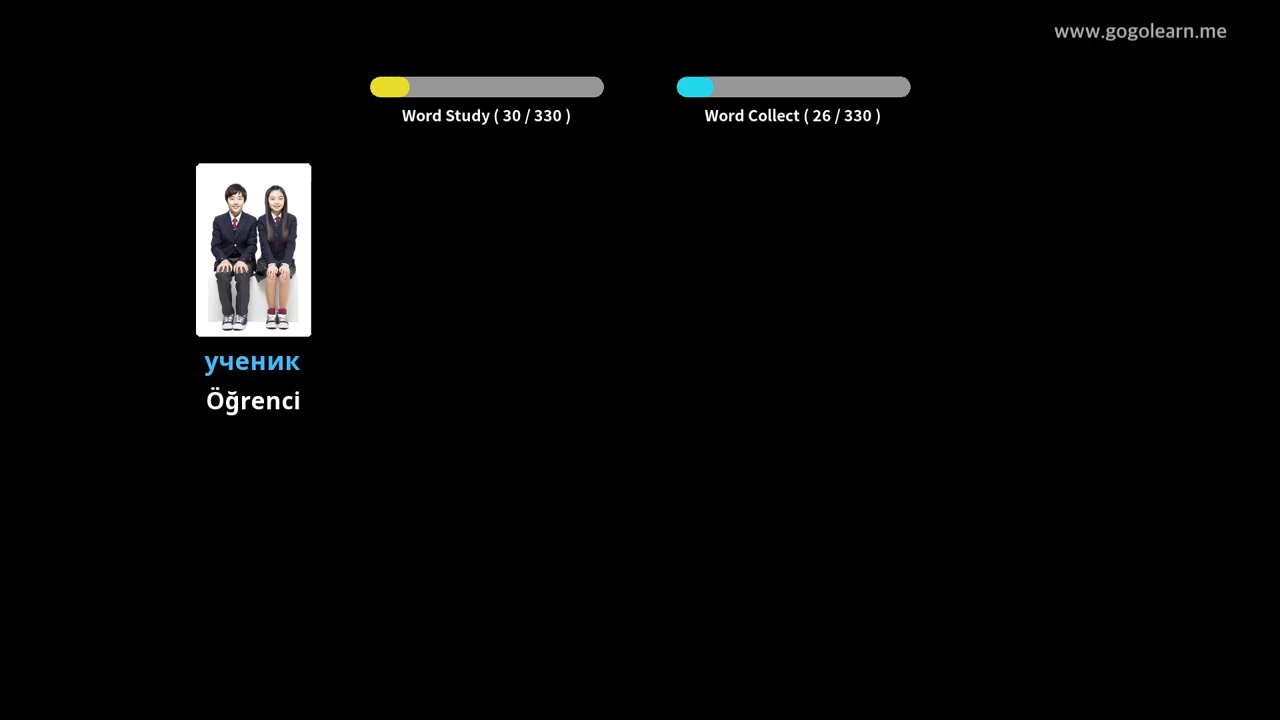 www.gogolearn.me
Word Study ( 30 / 330 )
Word Collect ( 26 / 330 )
ученик
Öğrenci